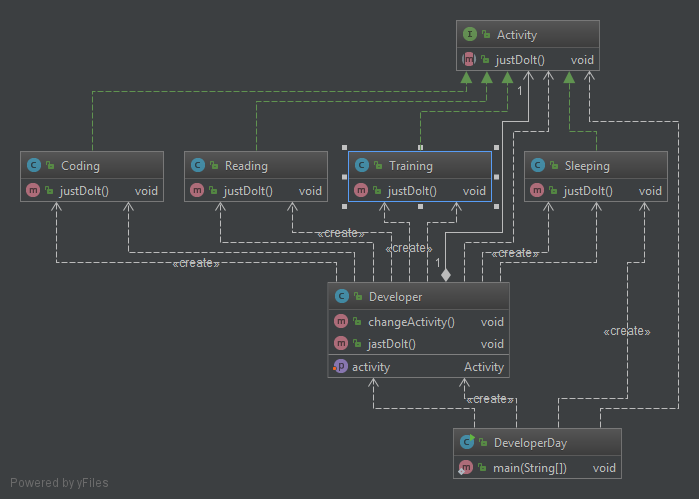 Activity
justDoIt() void
1
Coding
justDoIt() void
Reading
justDoIt() void
Training
justDoIt() void
Sleeping
justDoIt() void
«create»
«create»
«create»
«create»
1
Developer
changeActivity() void
jastDoIt() void
activity Activity
«create»
«create»
DeveloperDay
main(String[]) void
Powered by yFiles